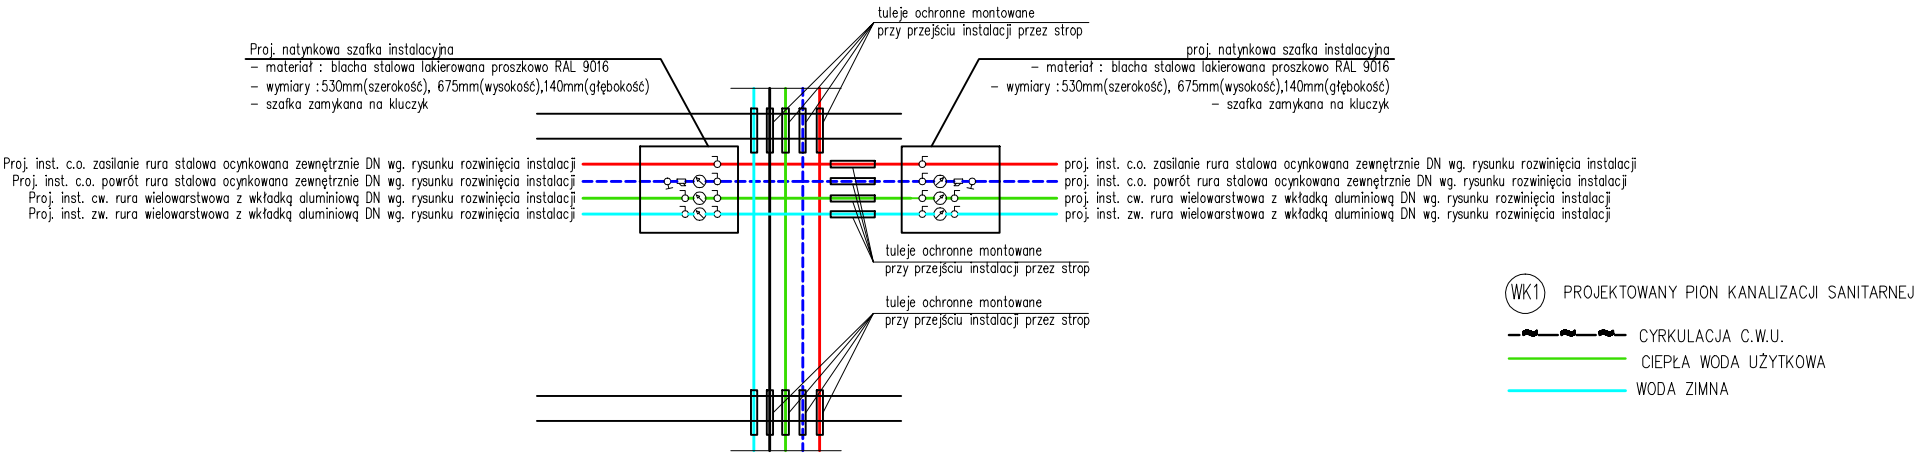 tuleje ochronne montowane
przy przejściu instalacji przez strop
Proj. natynkowa szafka instalacyjna
- materiał : blacha stalowa lakierowana proszkowo RAL 9016
- wymiary :530mm(szerokość), 675mm(wysokość),140mm(głębokość)
- szafka zamykana na kluczyk
proj. natynkowa szafka instalacyjna
- materiał : blacha stalowa lakierowana proszkowo RAL 9016
- wymiary :530mm(szerokość), 675mm(wysokość),140mm(głębokość)
- szafka zamykana na kluczyk
Proj. inst. c.o. zasilanie rura stalowa ocynkowana zewnętrznie DN wg. rysunku rozwinięcia instalacji
Proj. inst. c.o. powrót rura stalowa ocynkowana zewnętrznie DN wg. rysunku rozwinięcia instalacji
Proj. inst. cw. rura wielowarstwowa z wkładką aluminiową DN wg. rysunku rozwinięcia instalacji
Proj. inst. zw. rura wielowarstwowa z wkładką aluminiową DN wg. rysunku rozwinięcia instalacji
proj. inst. c.o. zasilanie rura stalowa ocynkowana zewnętrznie DN wg. rysunku rozwinięcia instalacji
proj. inst. c.o. powrót rura stalowa ocynkowana zewnętrznie DN wg. rysunku rozwinięcia instalacji
proj. inst. cw. rura wielowarstwowa z wkładką aluminiową DN wg. rysunku rozwinięcia instalacji
proj. inst. zw. rura wielowarstwowa z wkładką aluminiową DN wg. rysunku rozwinięcia instalacji
tuleje ochronne montowane
przy przejściu instalacji przez strop
tuleje ochronne montowane
przy przejściu instalacji przez strop
WK1 PROJEKTOWANY PION KANALIZACJI SANITARNEJ
CYRKULACJA C.W.U.
CIEPŁA WODA UŻYTKOWA
WODA ZIMNA